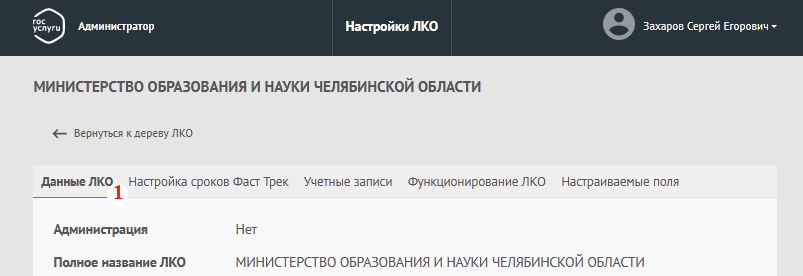 гос
услуги
Администратор
Настройки ЛКО
Захаров Сергей Егорович
МИНИСТЕРСТВО ОБРАЗОВАНИЯ И НАУКИ ЧЕЛЯБИНСКОЙ ОБЛАСТИ
Вернуться к дереву ЛКО
Данные ЛКО 1 Настройка сроков Фаст Трек Учетные записи Функционирование ЛКО Настраиваемые поля
Администрация Нет
Полное название ЛКО МИНИСТЕРСТВО ОБРАЗОВАНИЯ И НАУКИ ЧЕЛЯБИНСКОЙ ОБЛАСТИ